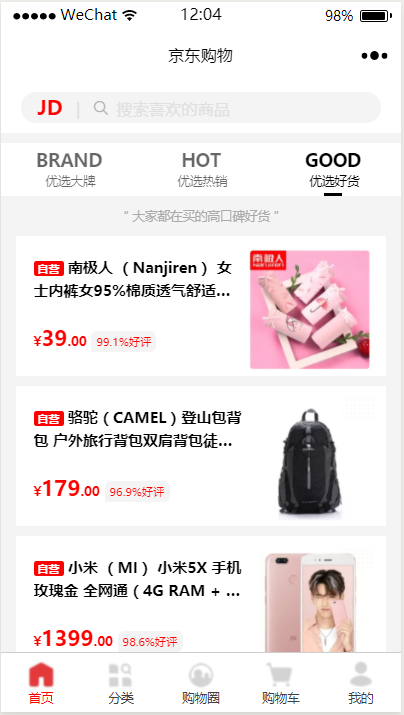 WeChat 12:04 98%
京东购物
JD | 搜索喜欢的商品
BRAND HOT GOOD
优选大牌 优选热销 优选好货
“ 大家都在买的高口碑好货 ”
自营 南极人 （ Nanjiren ） 女
士内裤女95%棉质透气舒适...
¥39.00 99.1%好评
南极人
自营 骆驼（ CAMEL ）登山包背
包 户外旅行背包双肩背包徒...
¥179.00 96.9%好评
自营 小米 （ MI ） 小米5X 手机
玫瑰金 全网通（ 4G RAM + ...
¥1399.00 98.6%好评
首页 分类 购物圈 购物车 我的